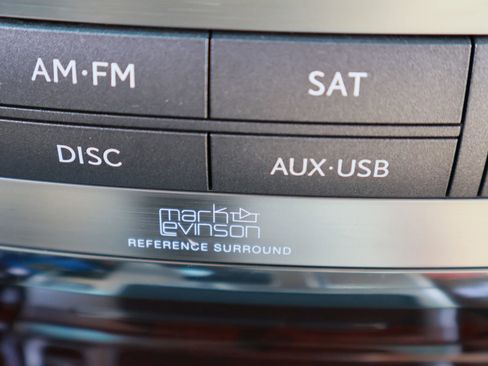 AM·FM
SAT
DISC
AUX·USB
mark
levinson
REFERENCE SURROUND